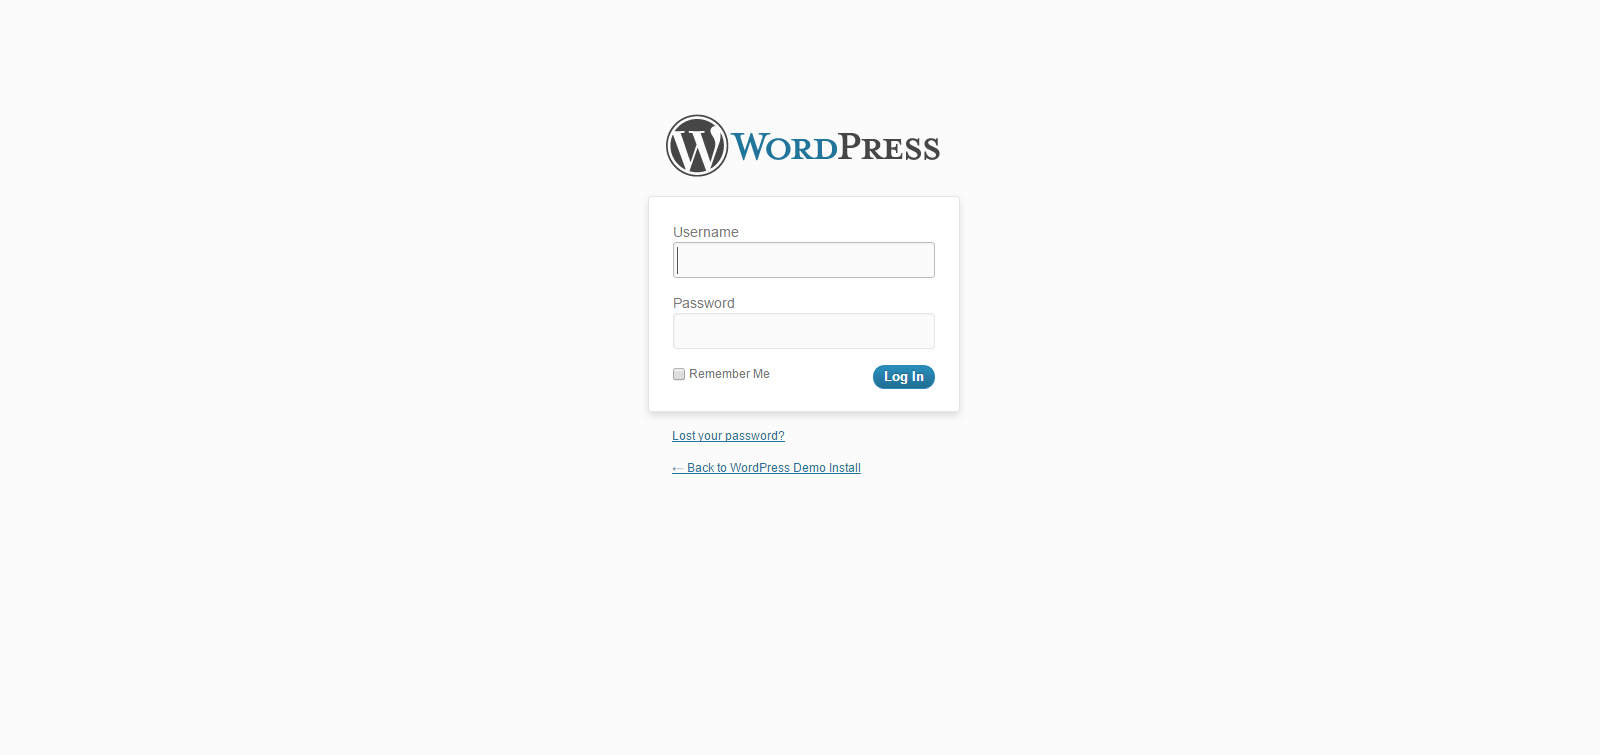 WORDPRESS
Username
Password
Remember Me
Log In
Lost your password?
← Back to WordPress Demo Install